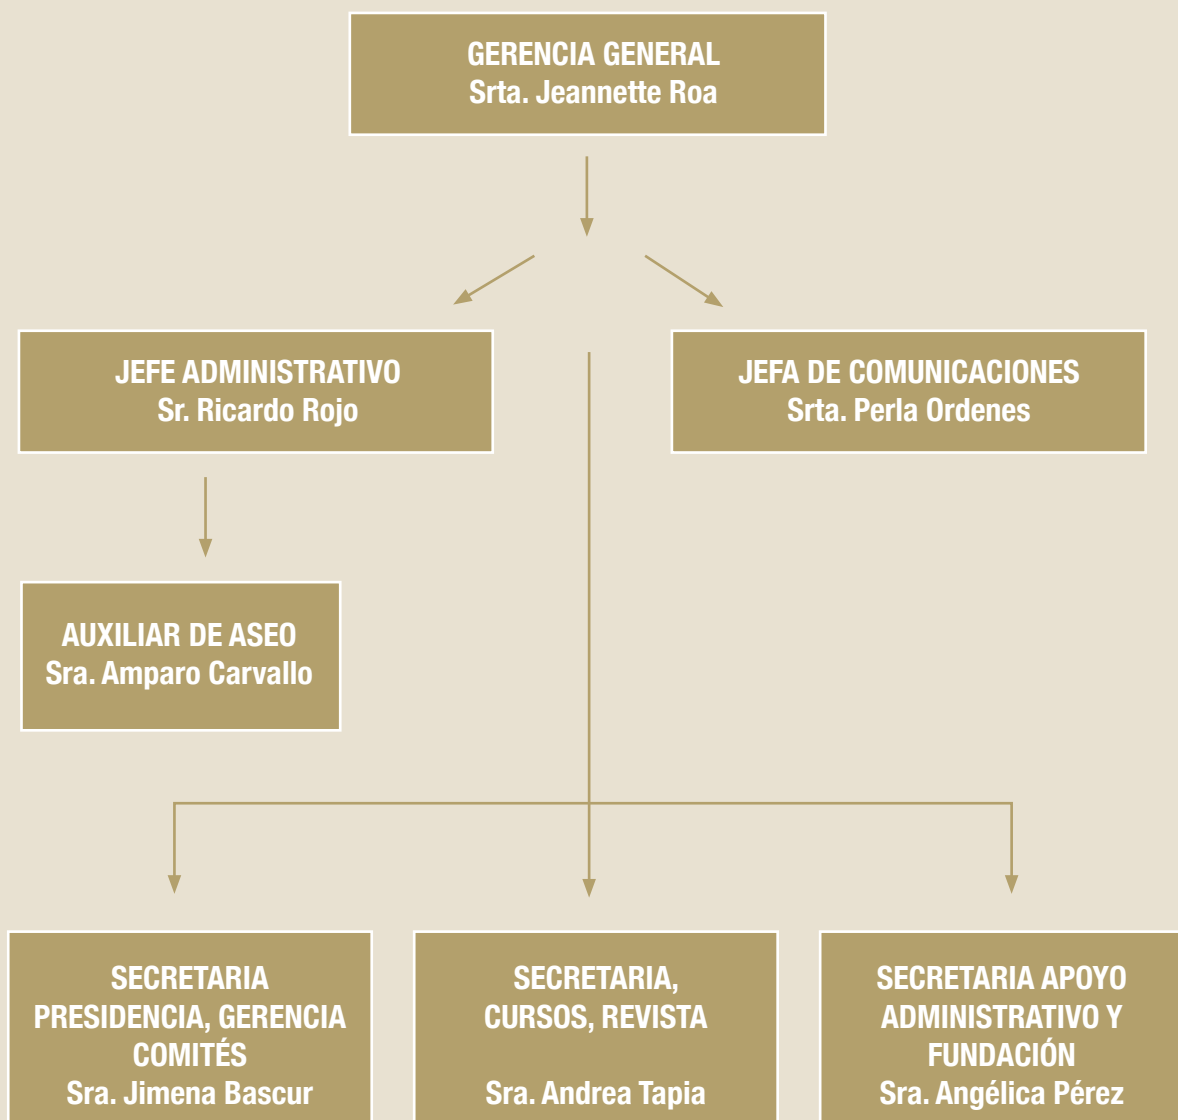 GERENCIA GENERAL
Srta. Jeannette Roa
JEFE ADMINISTRATIVO
Sr. Ricardo Rojo
JEFA DE COMUNICACIONES
Srta. Perla Ordenes
AUXILIAR DE ASEO
Sra. Amparo Carvallo
SECRETARIA
PRESIDENCIA, GERENCIA
COMITÉS
Sra. Jimena Bascur
SECRETARIA,
CURSOS, REVISTA
Sra. Andrea Tapia
SECRETARIA APOYO
ADMINISTRATIVO Y
FUNDACIÓN
Sra. Angélica Pérez